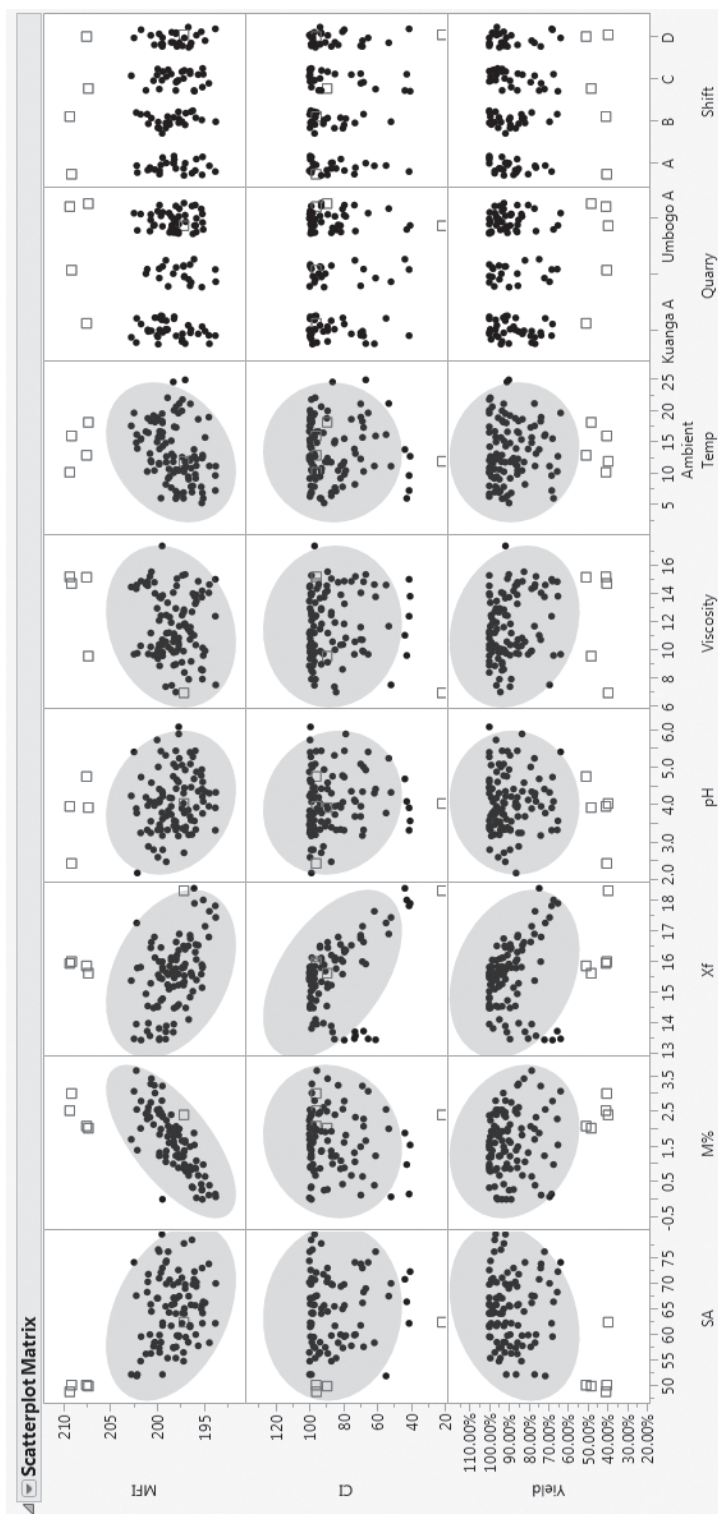 Scatterplot Matrix
210
205
200
195
MFI
120
100
80
60
40
20
CI
110.00%
100.00%
90.00%
80.00%
70.00%
60.00%
50.00%
40.00%
30.00%
20.00%
Yield
50 55 60 65 70 75 -0.5 0.5 1.5 2.5 3.5 13 14 15 16 17 18 2.0 3.0 4.0 5.0 6.0 6 8 10 12 14 16 5 10 15 20 25 Kuanga A Umbogo A A B C D
SA M% Xf pH Viscosity Ambient Quarry Shift
Temp